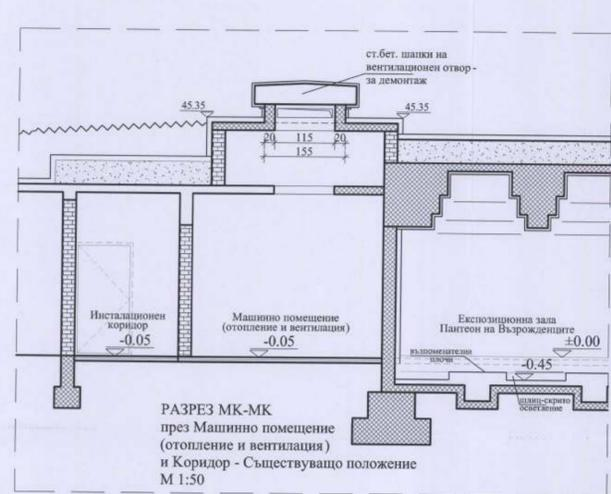 ст.бет. шапки на
вентилационен отвор -
за демонтаж
45.35
45.35
20 115 20
155
Инсталационен
коридор
-0.05
Машинно помещение
(отопление и вентилация)
-0.05
Експозиционна зала
Пантеон на Възрожденците
±0.00
възпоменателни
плочи
-0.45
шлиц-скрито
осветление
РАЗРЕЗ МК-МК
през Машинно помещение
(отопление и вентилация)
и Коридор - Съществуващо положение
М 1:50